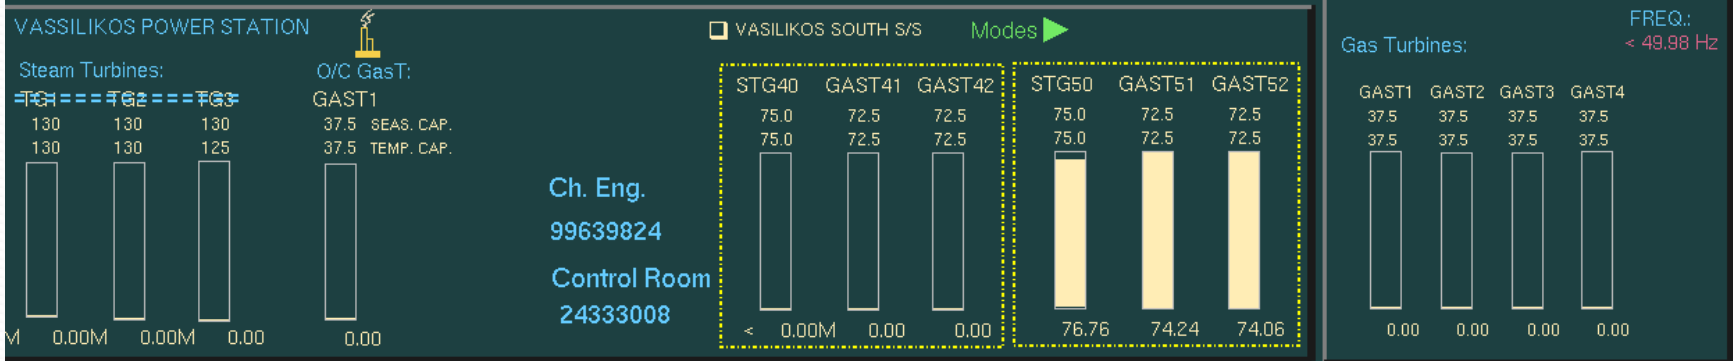 VASSILIKOS POWER STATION
Steam Turbines: O/C GasT:
TG1 TG2 TG3 GAST1
130 130 130 37.5 SEAS. CAP.
130 130 125 37.5 TEMP. CAP.
M 0.00M 0.00M 0.00 0.00
Ch. Eng.
99639824
Control Room
24333008
VASILIKOS SOUTH S/S Modes
STG40 GAST41 GAST42 STG50 GAST51 GAST52
75.0 72.5 72.5 75.0 72.5 72.5
75.0 72.5 72.5 75.0 72.5 72.5
< 0.00M 0.00 0.00 76.76 74.24 74.06
FREQ.:
< 49.98 Hz
Gas Turbines:
GAST1 GAST2 GAST3 GAST4
37.5 37.5 37.5 37.5
37.5 37.5 37.5 37.5
0.00 0.00 0.00 0.00